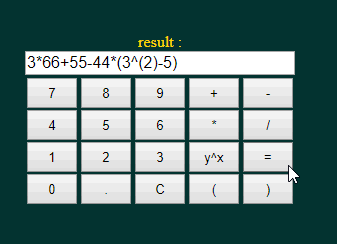 result :
3*66+55-44*(3^(2)-5)
7 8 9 + -
4 5 6 * /
1 2 3 y^x =
0 . C ( )